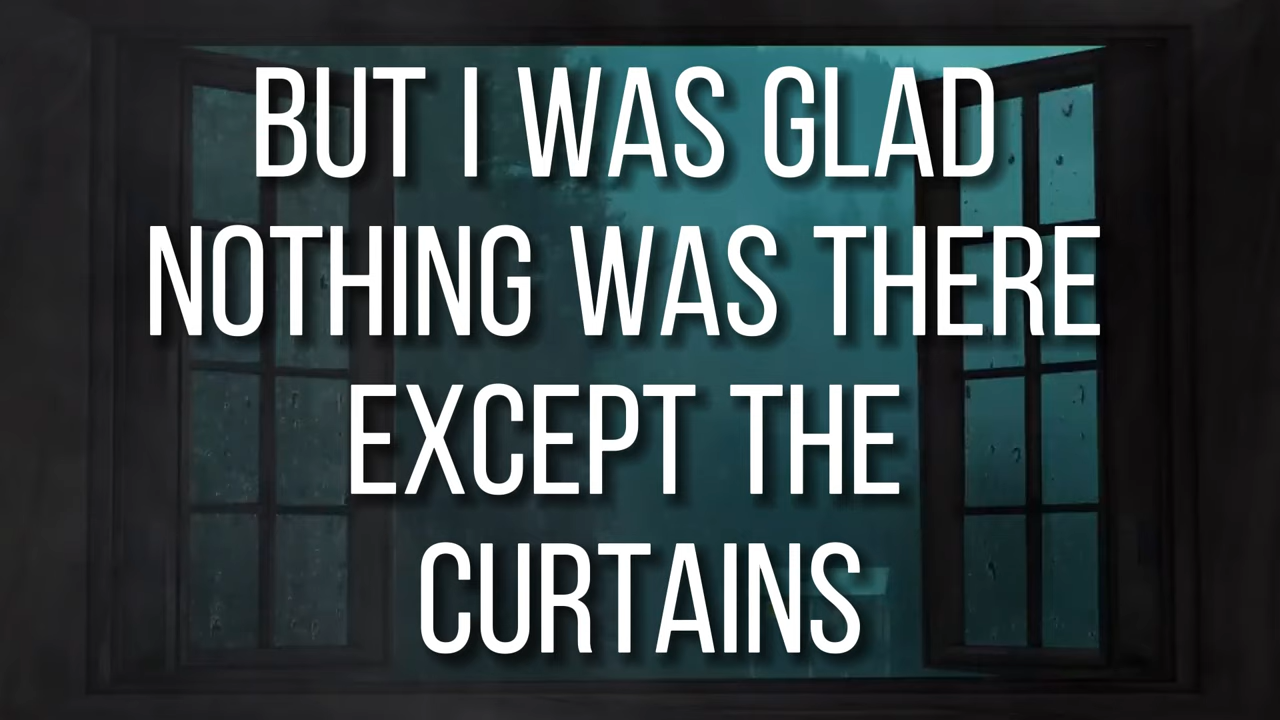 BUT I WAS GLAD
NOTHING WAS THERE
EXCEPT THE
CURTAINS